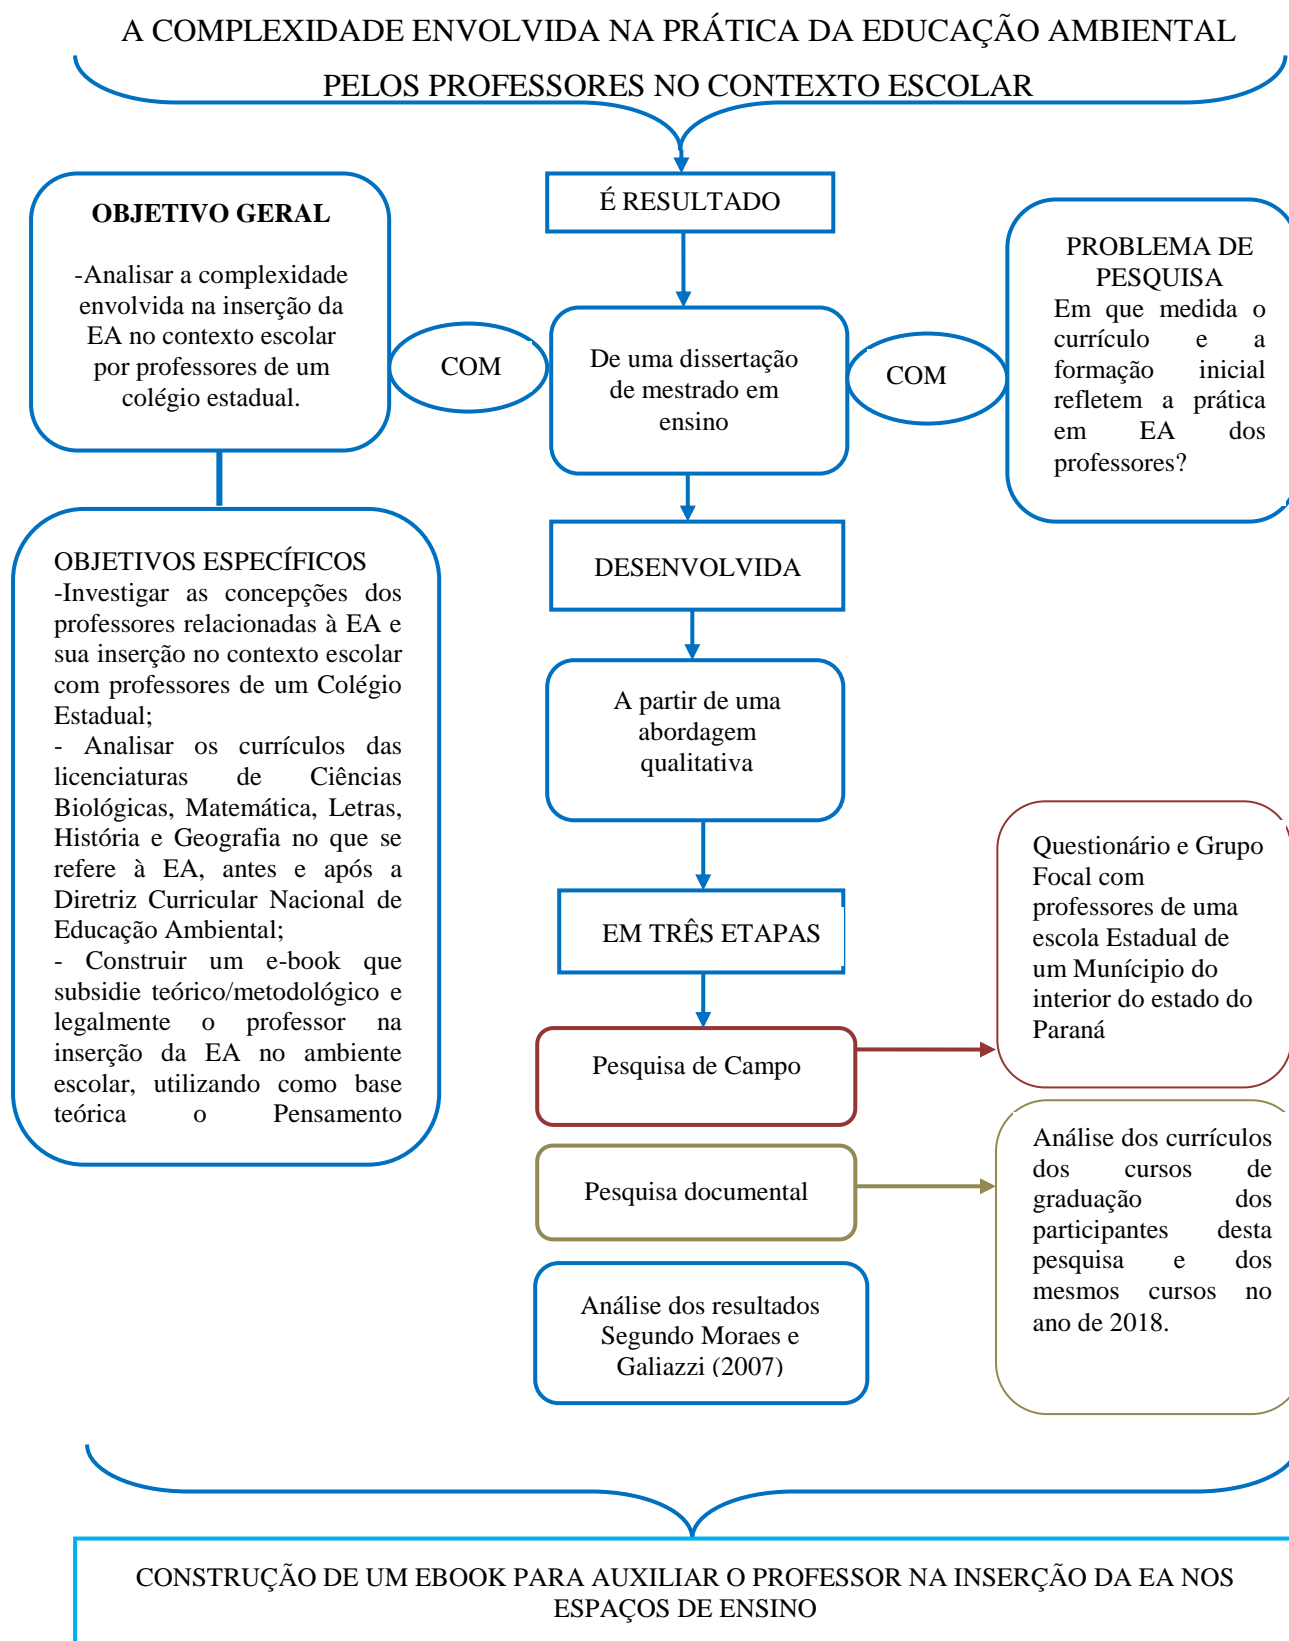 A COMPLEXIDADE ENVOLVIDA NA PRÁTICA DA EDUCAÇÃO AMBIENTAL
PELOS PROFESSORES NO CONTEXTO ESCOLAR
É RESULTADO
OBJETIVO GERAL
-Analisar a complexidade
envolvida na inserção da
EA no contexto escolar
por professores de um
colégio estadual.
COM
De uma dissertação
de mestrado em
ensino
COM
PROBLEMA DE
PESQUISA
Em que medida o
currículo e a
formação inicial
refletem a prática
em EA dos
professores?
OBJETIVOS ESPECÍFICOS
-Investigar as concepções dos
professores relacionadas à EA e
sua inserção no contexto escolar
com professores de um Colégio
Estadual;
- Analisar os currículos das
licenciaturas de Ciências
Biológicas, Matemática, Letras,
História e Geografia no que se
refere à EA, antes e após a
Diretriz Curricular Nacional de
Educação Ambiental;
- Construir um e-book que
subsidie teórico/metodológico e
legalmente o professor na
inserção da EA no ambiente
escolar, utilizando como base
teórica o Pensamento
DESENVOLVIDA
A partir de uma
abordagem
qualitativa
EM TRÊS ETAPAS
Pesquisa de Campo
Questionário e Grupo
Focal com
professores de uma
escola Estadual de
um Munícipio do
interior do estado do
Paraná
Pesquisa documental
Análise dos currículos
dos cursos de
graduação dos
participantes desta
pesquisa e dos
mesmos cursos no
ano de 2018.
Análise dos resultados
Segundo Moraes e
Galiazzi (2007)
CONSTRUÇÃO DE UM EBOOK PARA AUXILIAR O PROFESSOR NA INSERÇÃO DA EA NOS
ESPAÇOS DE ENSINO